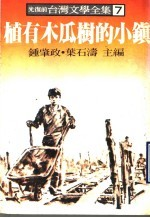 光復前台灣文學全集7
植有木瓜樹的小鎮
鍾肇政・葉石濤 主編